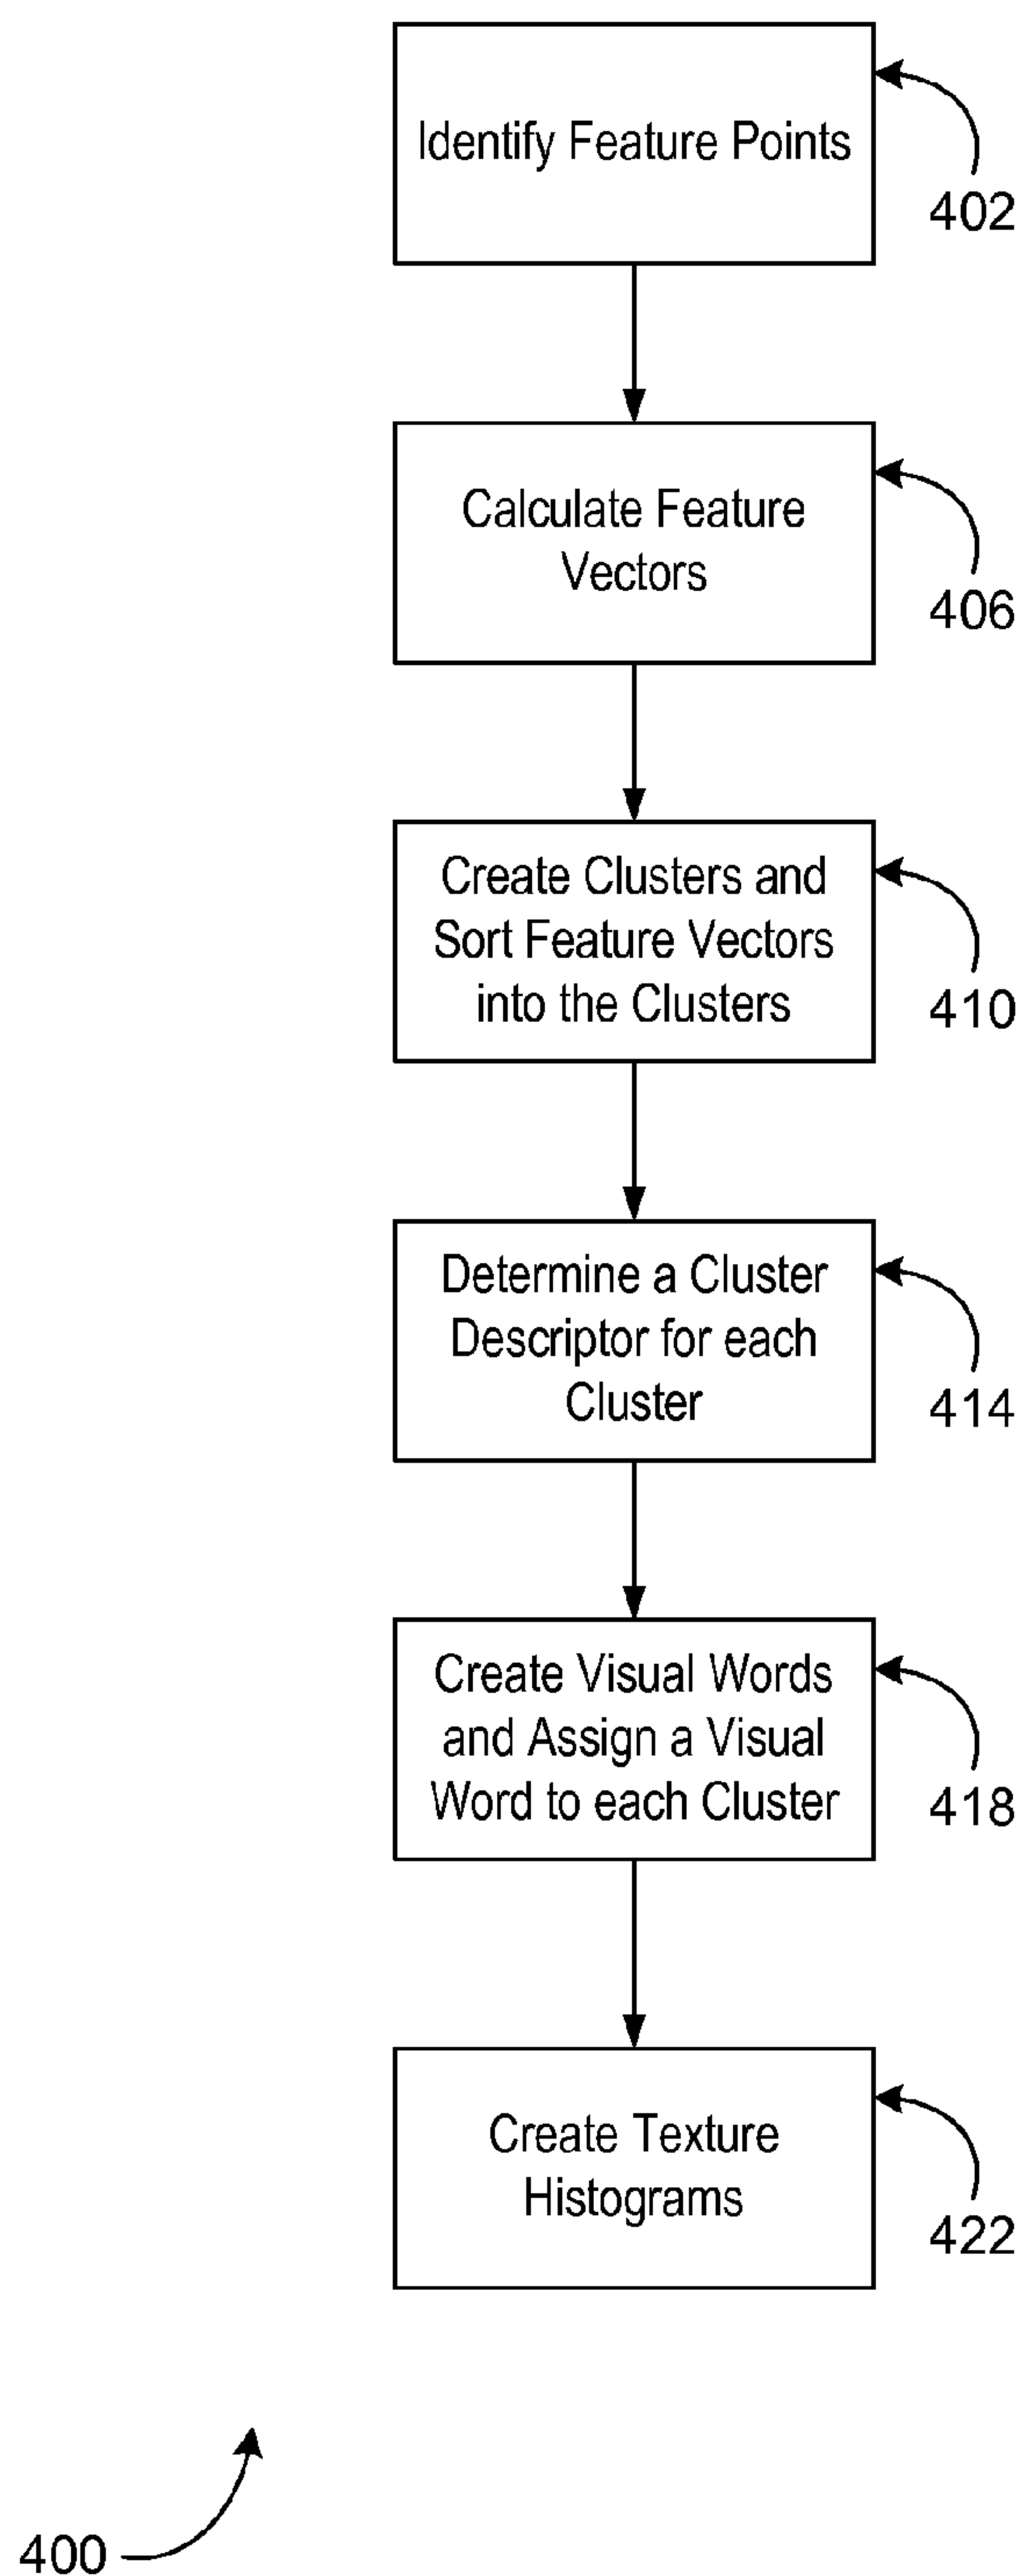 Identify Feature Points
402
Calculate Feature
Vectors
406
Create Clusters and
Sort Feature Vectors
into the Clusters
410
Determine a Cluster
Descriptor for each
Cluster
414
Create Visual Words
and Assign a Visual
Word to each Cluster
418
Create Texture
Histograms
422
400